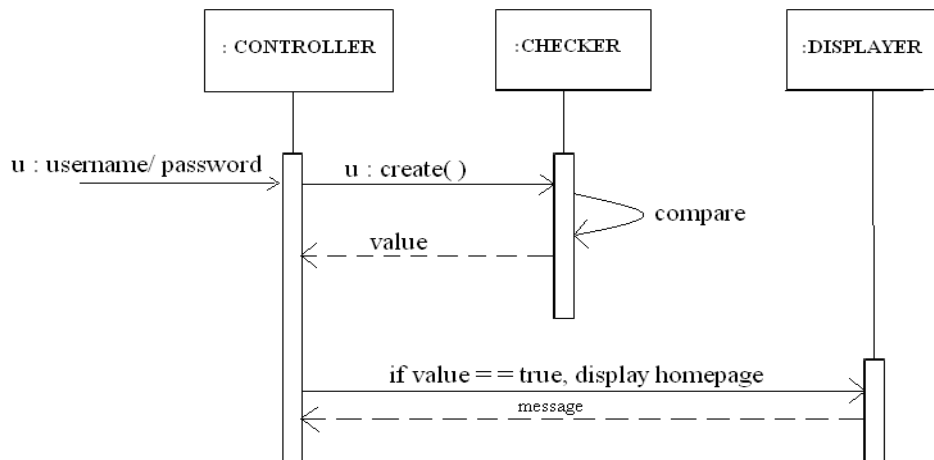 : CONTROLLER
:CHECKER
:DISPLAYER
u : username/ password
u : create( )
compare
value
if value == true, display homepage
message